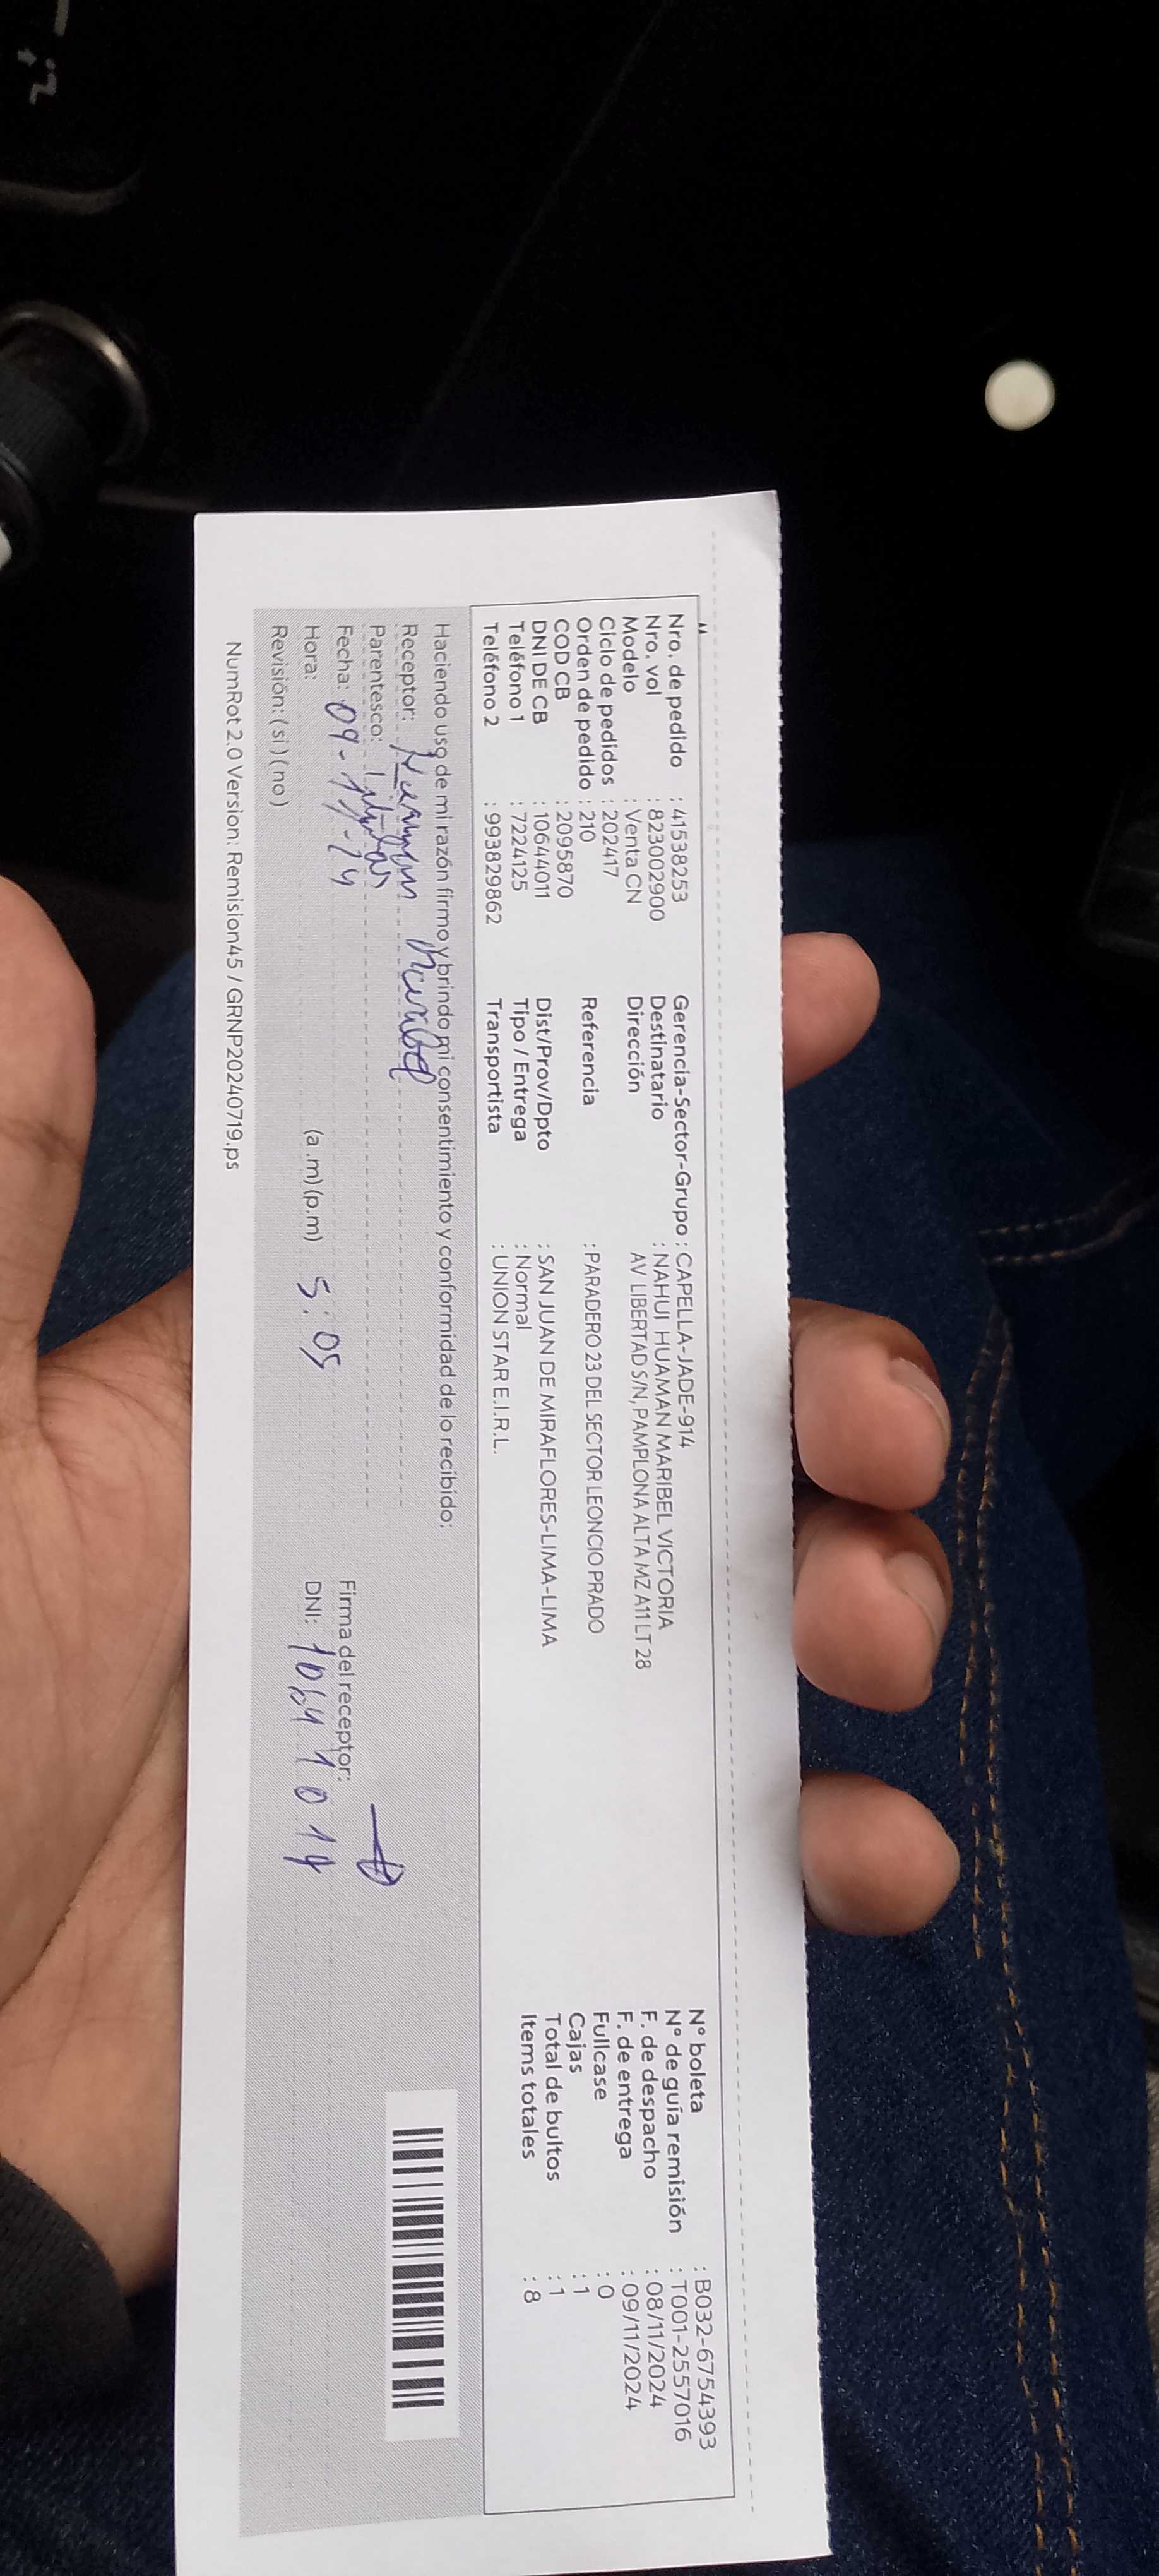 Nro. de pedido : 41538253
Nro. vol : 823002900
Modelo : Venta CN
Ciclo de pedidos : 202417
Orden de pedido : 210
COD CB : 2095870
DNI DE CB : 10644011
Teléfono 1 : 7224125
Teléfono 2 : 993829862
Gerencia-Sector-Grupo : CAPELLA-JADE-914
Destinatario : NAHUI HUAMAN MARIBEL VICTORIA
Dirección AV LIBERTAD S/N, PAMPLONA ALTA MZ A11 LT 28
Referencia : PARADERO 23 DEL SECTOR LEONCIO PRADO
Dist/Prov/Dpto : SAN JUAN DE MIRAFLORES-LIMA-LIMA
Tipo / Entrega : Normal
Transportista : UNION STAR E.I.R.L.
N° boleta : B032-6754393
N° de guía remisión : T001-2557016
F. de despacho : 08/11/2024
F. de entrega : 09/11/2024
Fullcase : 0
Cajas : 1
Total de bultos : 1
Items totales : 8
Haciendo uso de mi razón firmo y brindo mi consentimiento y conformidad de lo recibido:
Receptor:
Parentesco: titular
Fecha: 09-11-24
Hora: (a.m) (p.m) 5:05
Revisión: ( si ) ( no )
Firma del receptor:
DNI:
NumRot 2.0 Version: Remision45 / GRNP20240719.ps